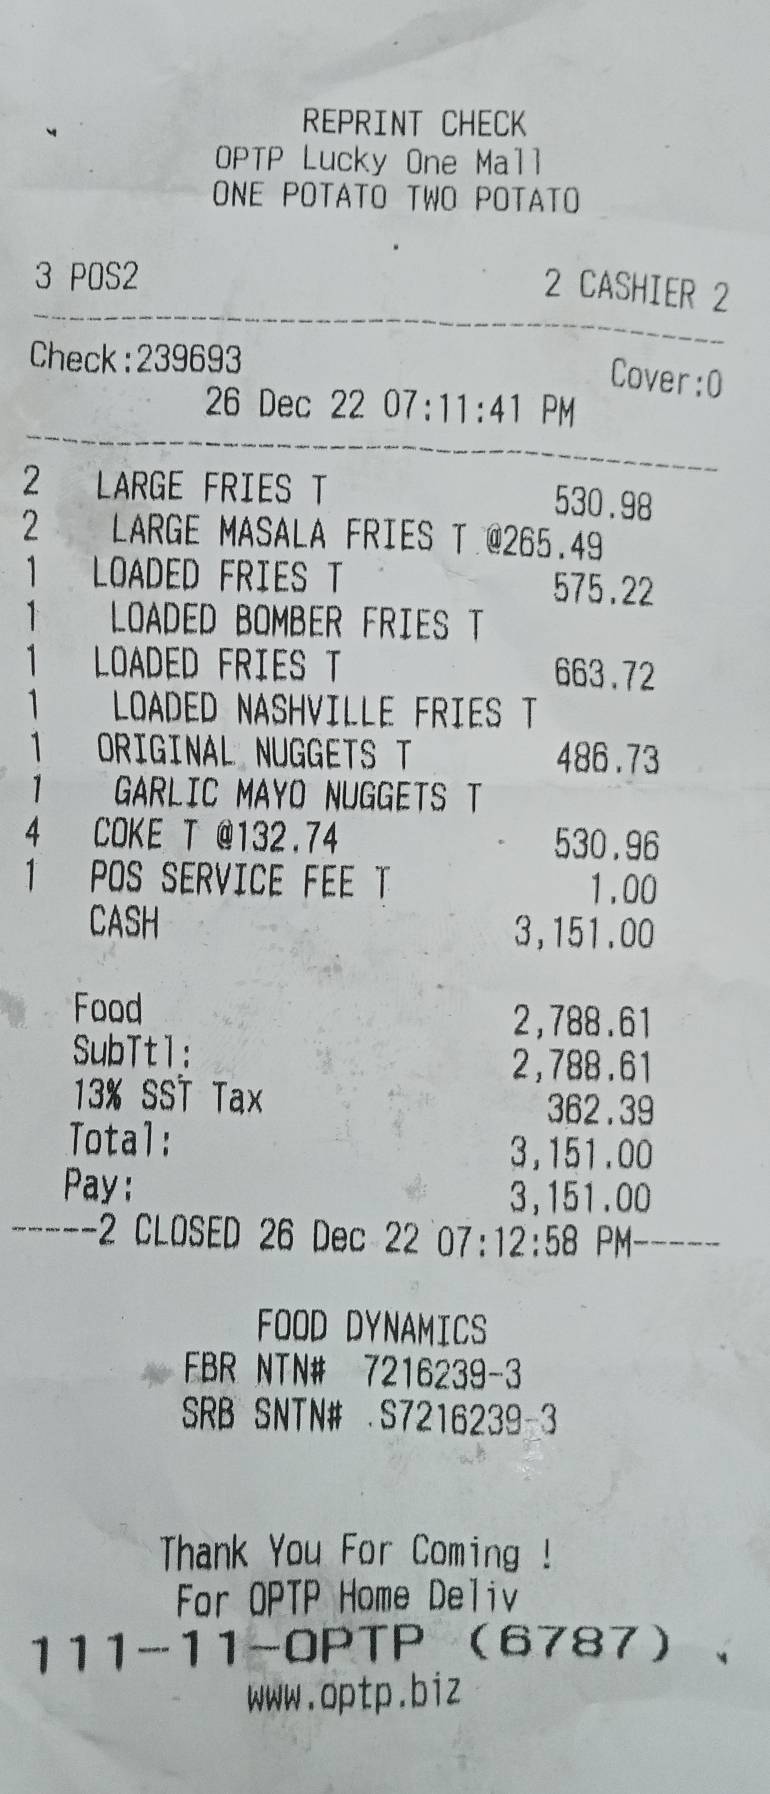 REPRINT CHECK
OPTP Lucky One Mall
ONE POTATO TWO POTATO
3 POS2 2 CASHIER 2
Check:239693 Cover:0
26 Dec 22 07:11:41 PM
2 LARGE FRIES T 530.98
2 LARGE MASALA FRIES T @265.49
1 LOADED FRIES T 575.22
1 LOADED BOMBER FRIES T
1 LOADED FRIES T 663.72
1 LOADED NASHVILLE FRIES T
1 ORIGINAL NUGGETS T 486.73
1 GARLIC MAYO NUGGETS T
4 COKE T @132.74 530.96
1 POS SERVICE FEE T 1.00
CASH 3,151.00
Food 2,788.61
SubTtl: 2,788.61
13% SST Tax 362.39
Total: 3,151.00
Pay: 3,151.00
-----2 CLOSED 26 Dec 22 07:12:58 PM-----
FOOD DYNAMICS
FBR NTN# 7216239-3
SRB SNTN# S7216239-3
Thank You For Coming !
For OPTP Home Deliv
111-11-OPTP (6787)
www.optp.biz